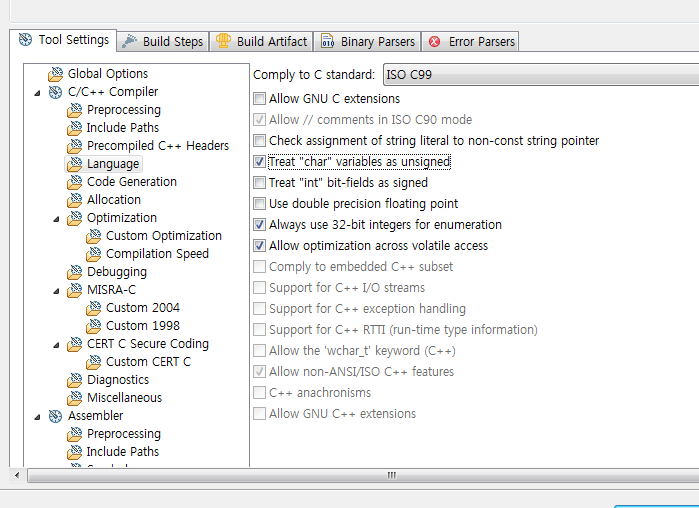 Tool Settings
Build Steps
Build Artifact
Binary Parsers
Error Parsers
Global Options
C/C++ Compiler
Preprocessing
Include Paths
Precompiled C++ Headers
Language
Code Generation
Allocation
Optimization
Custom Optimization
Compilation Speed
Debugging
MISRA-C
Custom 2004
Custom 1998
CERT C Secure Coding
Custom CERT C
Diagnostics
Miscellaneous
Assembler
Preprocessing
Include Paths
Comply to C standard: ISO C99
Allow GNU C extensions
Allow // comments in ISO C90 mode
Check assignment of string literal to non-const string pointer
Treat "char" variables as unsigned
Treat "int" bit-fields as signed
Use double precision floating point
Always use 32-bit integers for enumeration
Allow optimization across volatile access
Comply to embedded C++ subset
Support for C++ I/O streams
Support for C++ exception handling
Support for C++ RTTI (run-time type information)
Allow the 'wchar_t' keyword (C++)
Allow non-ANSI/ISO C++ features
C++ anachronisms
Allow GNU C++ extensions